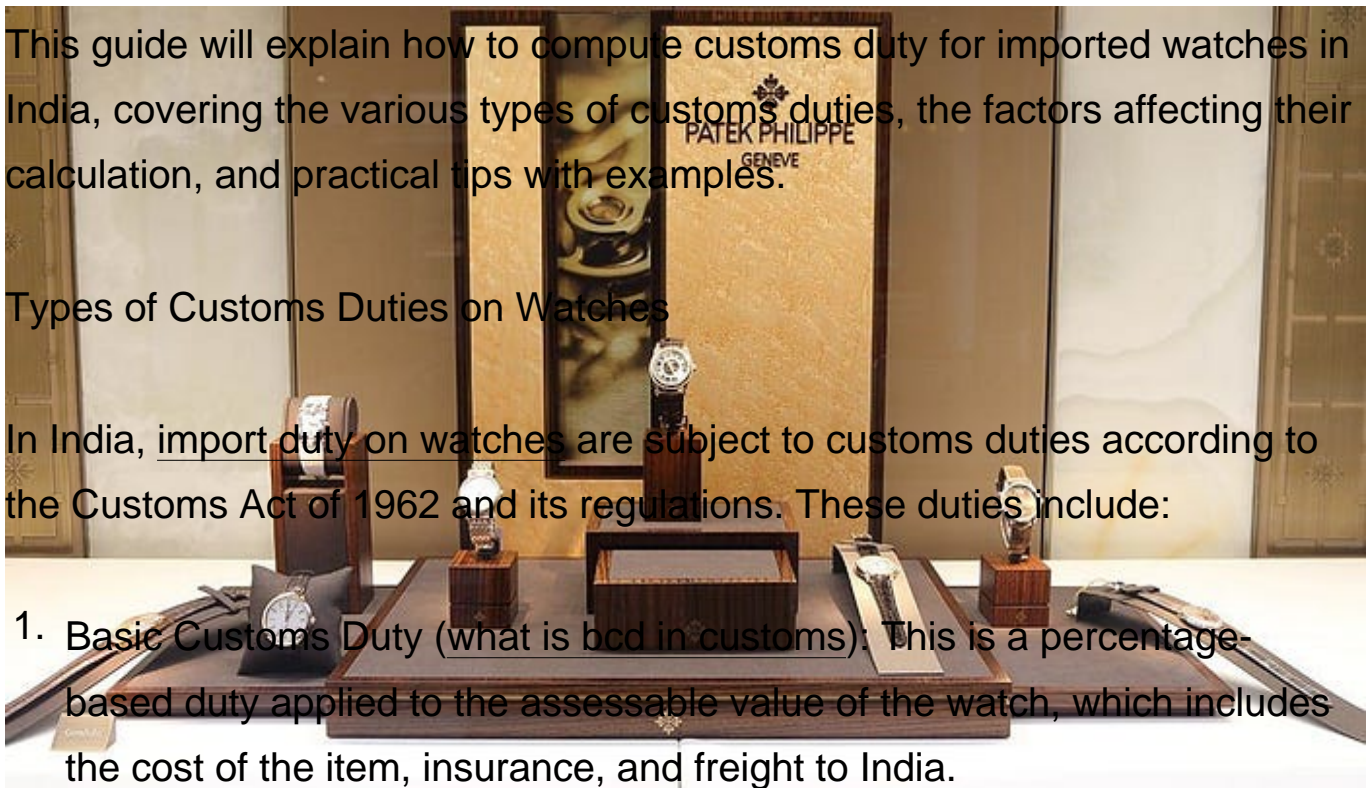 This guide will explain how to compute customs duty for imported watches in
India, covering the various types of customs duties, the factors affecting their
calculation, and practical tips with examples.
PATEK PHILIPPE
GENEVE
Types of Customs Duties on Watches
In India, import duty on watches are subject to customs duties according to
the Customs Act of 1962 and its regulations. These duties include:
1. Basic Customs Duty (what is bcd in customs): This is a percentage-
based duty applied to the assessable value of the watch, which includes
the cost of the item, insurance, and freight to India.